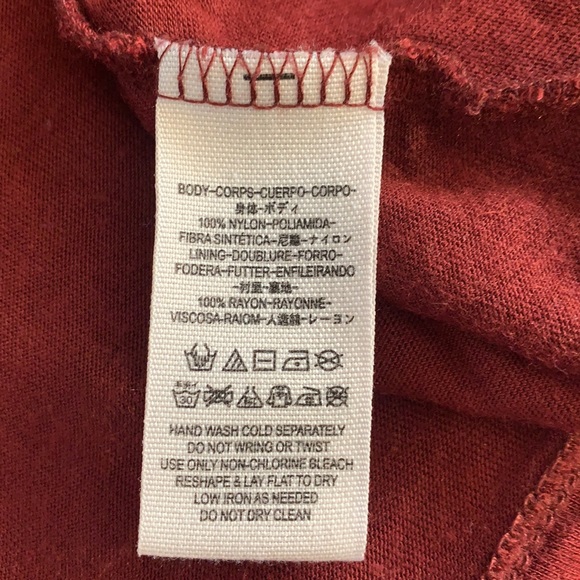 BODY-CORPS-CUERPO-CORPO-
身体-ボディ
100% NYLON-POLIAMIDA-
FIBRA SINTÉTICA-尼龍-ナイロン
LINING-DOUBLURE-FORRO-
FODERA-FUTTER-ENFILEIRANDO
-衬里-裏地-
100% RAYON-RAYONNE-
VISCOSA-RAIOM-人造絲-レーヨン
30
HAND WASH COLD SEPARATELY
DO NOT WRING OR TWIST
USE ONLY NON-CHLORINE BLEACH
RESHAPE & LAY FLAT TO DRY
LOW IRON AS NEEDED
DO NOT DRY CLEAN